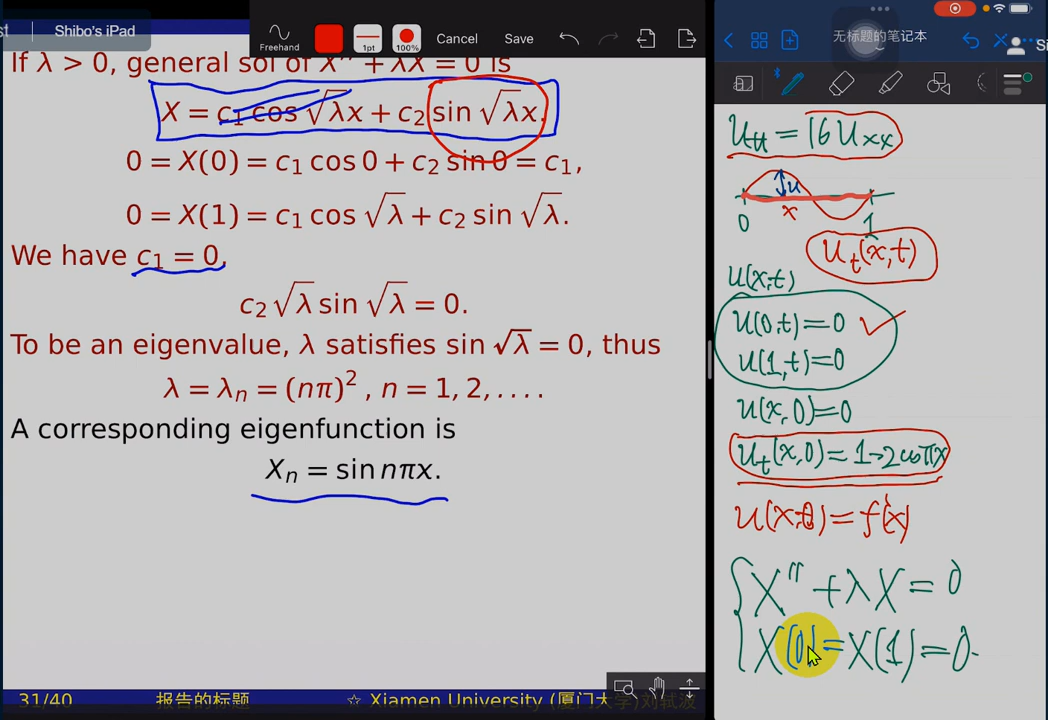 Shibo's iPad
Freehand
1pt
100%
Cancel
Save
If λ > 0, general sol of X'' + λX = 0 is
X = c₁ cos √λx + c₂ sin √λx.
0 = X(0) = c₁ cos 0 + c₂ sin 0 = c₁,
0 = X(1) = c₁ cos √λ + c₂ sin √λ.
We have c₁ = 0,
c₂√λ sin √λ = 0.
To be an eigenvalue, λ satisfies sin √λ = 0, thus
λ = λₙ = (nπ)², n = 1, 2, . . . .
A corresponding eigenfunction is
Xₙ = sin nπx.
31/40
报告的标题
☆ Xiamen University (厦门大
无标题的笔记本
Si
Utt = 16 Uxx
u
x
0
1
Ut(x,t)
u(x,t)
u(0,t)=0
u(1,t)=0
u(x,0)=0
Ut(x,0)=1-2cosπx
X'' + λX = 0
X(0)=X(1)=0.